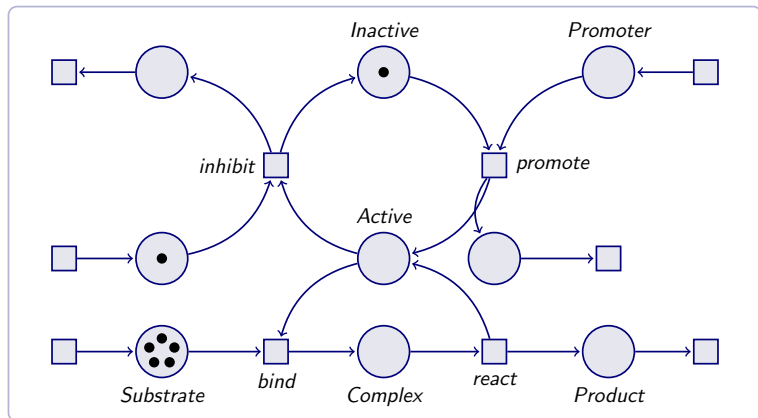 Inactive
Promoter
inhibit
promote
Active
bind
react
Substrate
Complex
Product